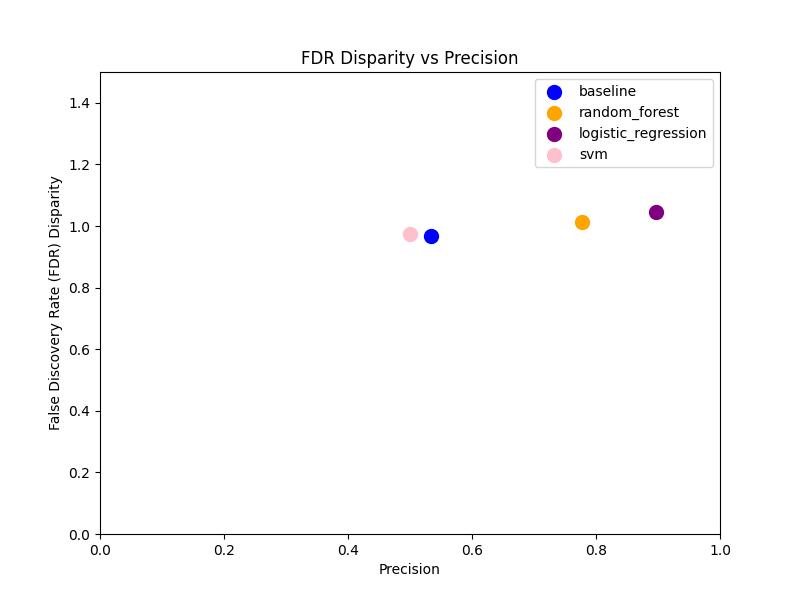 FDR Disparity vs Precision
baseline
random_forest
logistic_regression
svm
False Discovery Rate (FDR) Disparity
1.4
1.2
1.0
0.8
0.6
0.4
0.2
0.0
0.0 0.2 0.4 0.6 0.8 1.0
Precision